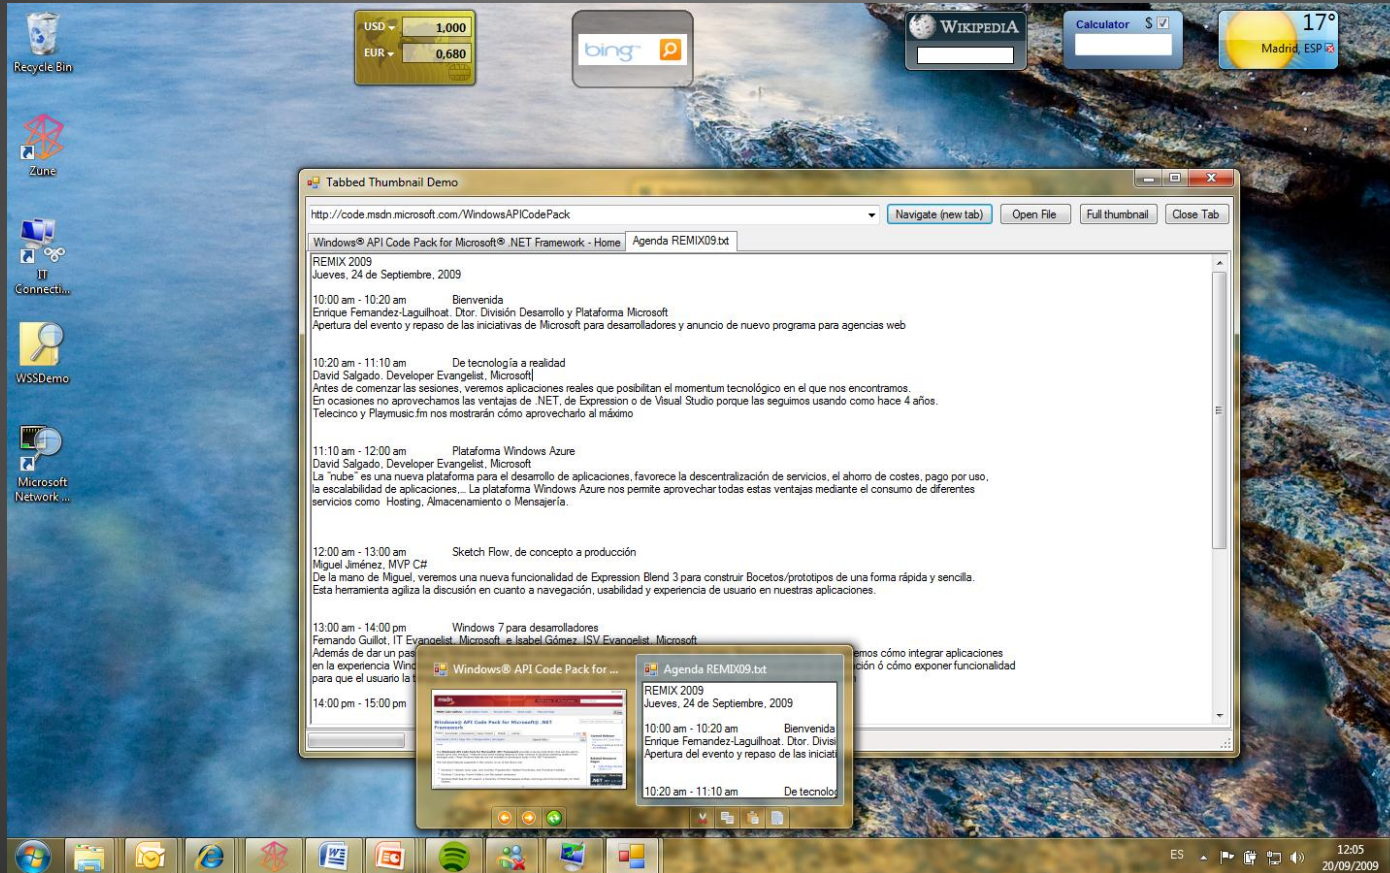 Recycle Bin
USD
1,000
EUR
0,680
bing
WIKIPEDIA
Calculator
$
17°
Madrid, ESP
Zune
IT
Connecti...
WSSDemo
Microsoft
Network ...
Tabbed Thumbnail Demo
http://code.msdn.microsoft.com/WindowsAPICodePack
Navigate (new tab)
Open File
Full thumbnail
Close Tab
Windows® API Code Pack for Microsoft® .NET Framework - Home
Agenda REMIX09.txt
REMIX 2009
Jueves, 24 de Septiembre, 2009
10:00 am - 10:20 am Bienvenida
Enrique Fernandez-Laguilhoat. Dtor. División Desarrollo y Plataforma Microsoft
Apertura del evento y repaso de las iniciativas de Microsoft para desarrolladores y anuncio de nuevo programa para agencias web
10:20 am - 11:10 am De tecnología a realidad
David Salgado. Developer Evangelist, Microsoft
Antes de comenzar las sesiones, veremos aplicaciones reales que posibilitan el momentum tecnológico en el que nos encontramos.
En ocasiones no aprovechamos las ventajas de .NET, de Expression o de Visual Studio porque las seguimos usando como hace 4 años.
Telecinco y Playmusic.fm nos mostrarán cómo aprovecharlo al máximo
11:10 am - 12:00 am Plataforma Windows Azure
David Salgado, Developer Evangelist, Microsoft
La "nube" es una nueva plataforma para el desarrollo de aplicaciones, favorece la descentralización de servicios, el ahorro de costes, pago por uso,
la escalabilidad de aplicaciones,... La plataforma Windows Azure nos permite aprovechar todas estas ventajas mediante el consumo de diferentes
servicios como Hosting, Almacenamiento o Mensajería.
12:00 am - 13:00 am Sketch Flow, de concepto a producción
Miguel Jiménez, MVP C#
De la mano de Miguel, veremos una nueva funcionalidad de Expression Blend 3 para construir Bocetos/prototipos de una forma rápida y sencilla.
Esta herramienta agiliza la discusión en cuanto a navegación, usabilidad y experiencia de usuario en nuestras aplicaciones.
13:00 am - 14:00 pm Windows 7 para desarrolladores
Fernando Guillot, IT Evangelist, Microsoft e Isabel Gómez, ISV Evangelist, Microsoft
Además de dar un pas emos cómo integrar aplicaciones
en la experiencia Wind ción ó cómo exponer funcionalidad
para que el usuario la t
14:00 pm - 15:00 pm
Windows® API Code Pack for ...
Agenda REMIX09.txt
Windows® API Code Pack for Microsoft® .NET
Framework
REMIX 2009
Jueves, 24 de Septiembre, 2009
10:00 am - 10:20 am Bienvenida
Enrique Fernandez-Laguilhoat. Dtor. Divisi
Apertura del evento y repaso de las iniciati
10:20 am - 11:10 am De tecnolog
ES
12:05
20/09/2009